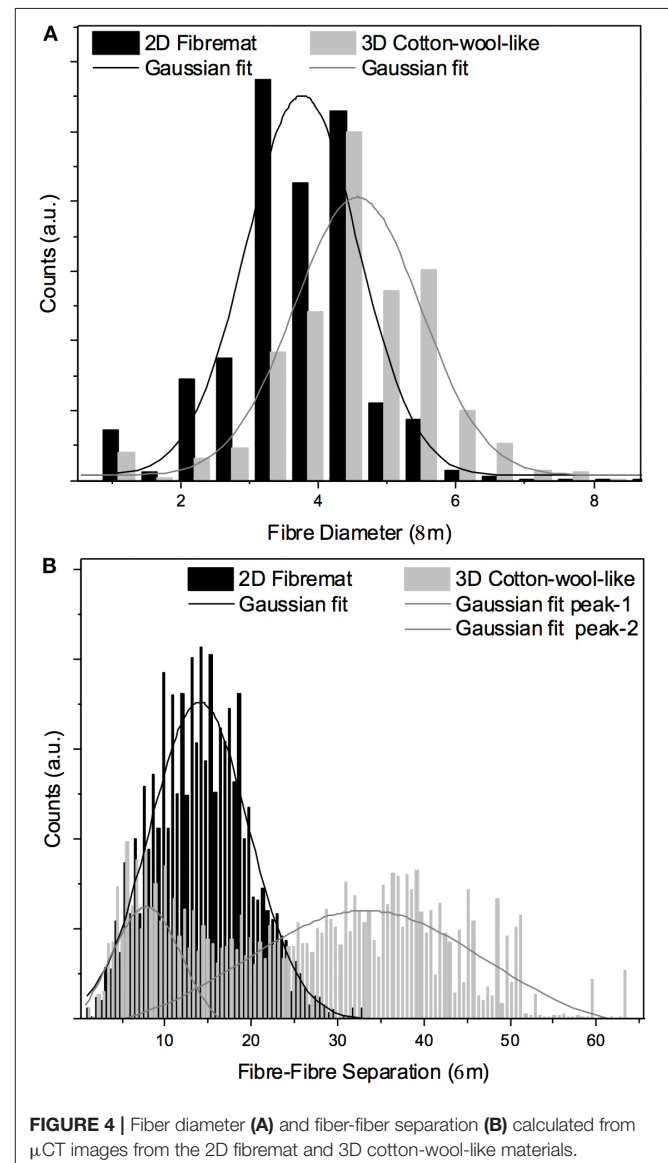 A
2D Fibremat 3D Cotton-wool-like
Gaussian fit Gaussian fit
Counts (a.u.)
2 4 6 8
Fibre Diameter (8m)
B
2D Fibremat 3D Cotton-wool-like
Gaussian fit Gaussian fit peak-1
Gaussian fit peak-2
Counts (a.u.)
10 20 30 40 50 60
Fibre-Fibre Separation (6m)
FIGURE 4 | Fiber diameter (A) and fiber-fiber separation (B) calculated from
μCT images from the 2D fibremat and 3D cotton-wool-like materials.